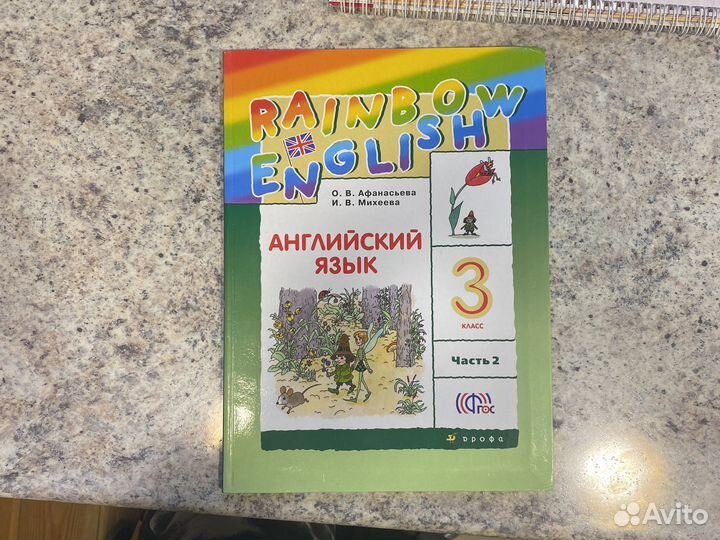 RAINBOW
ENGLISH
О. В. Афанасьева
И. В. Михеева
АНГЛИЙСКИЙ
ЯЗЫК
3
КЛАСС
Часть 2
ФГОС
дрофа
Avito